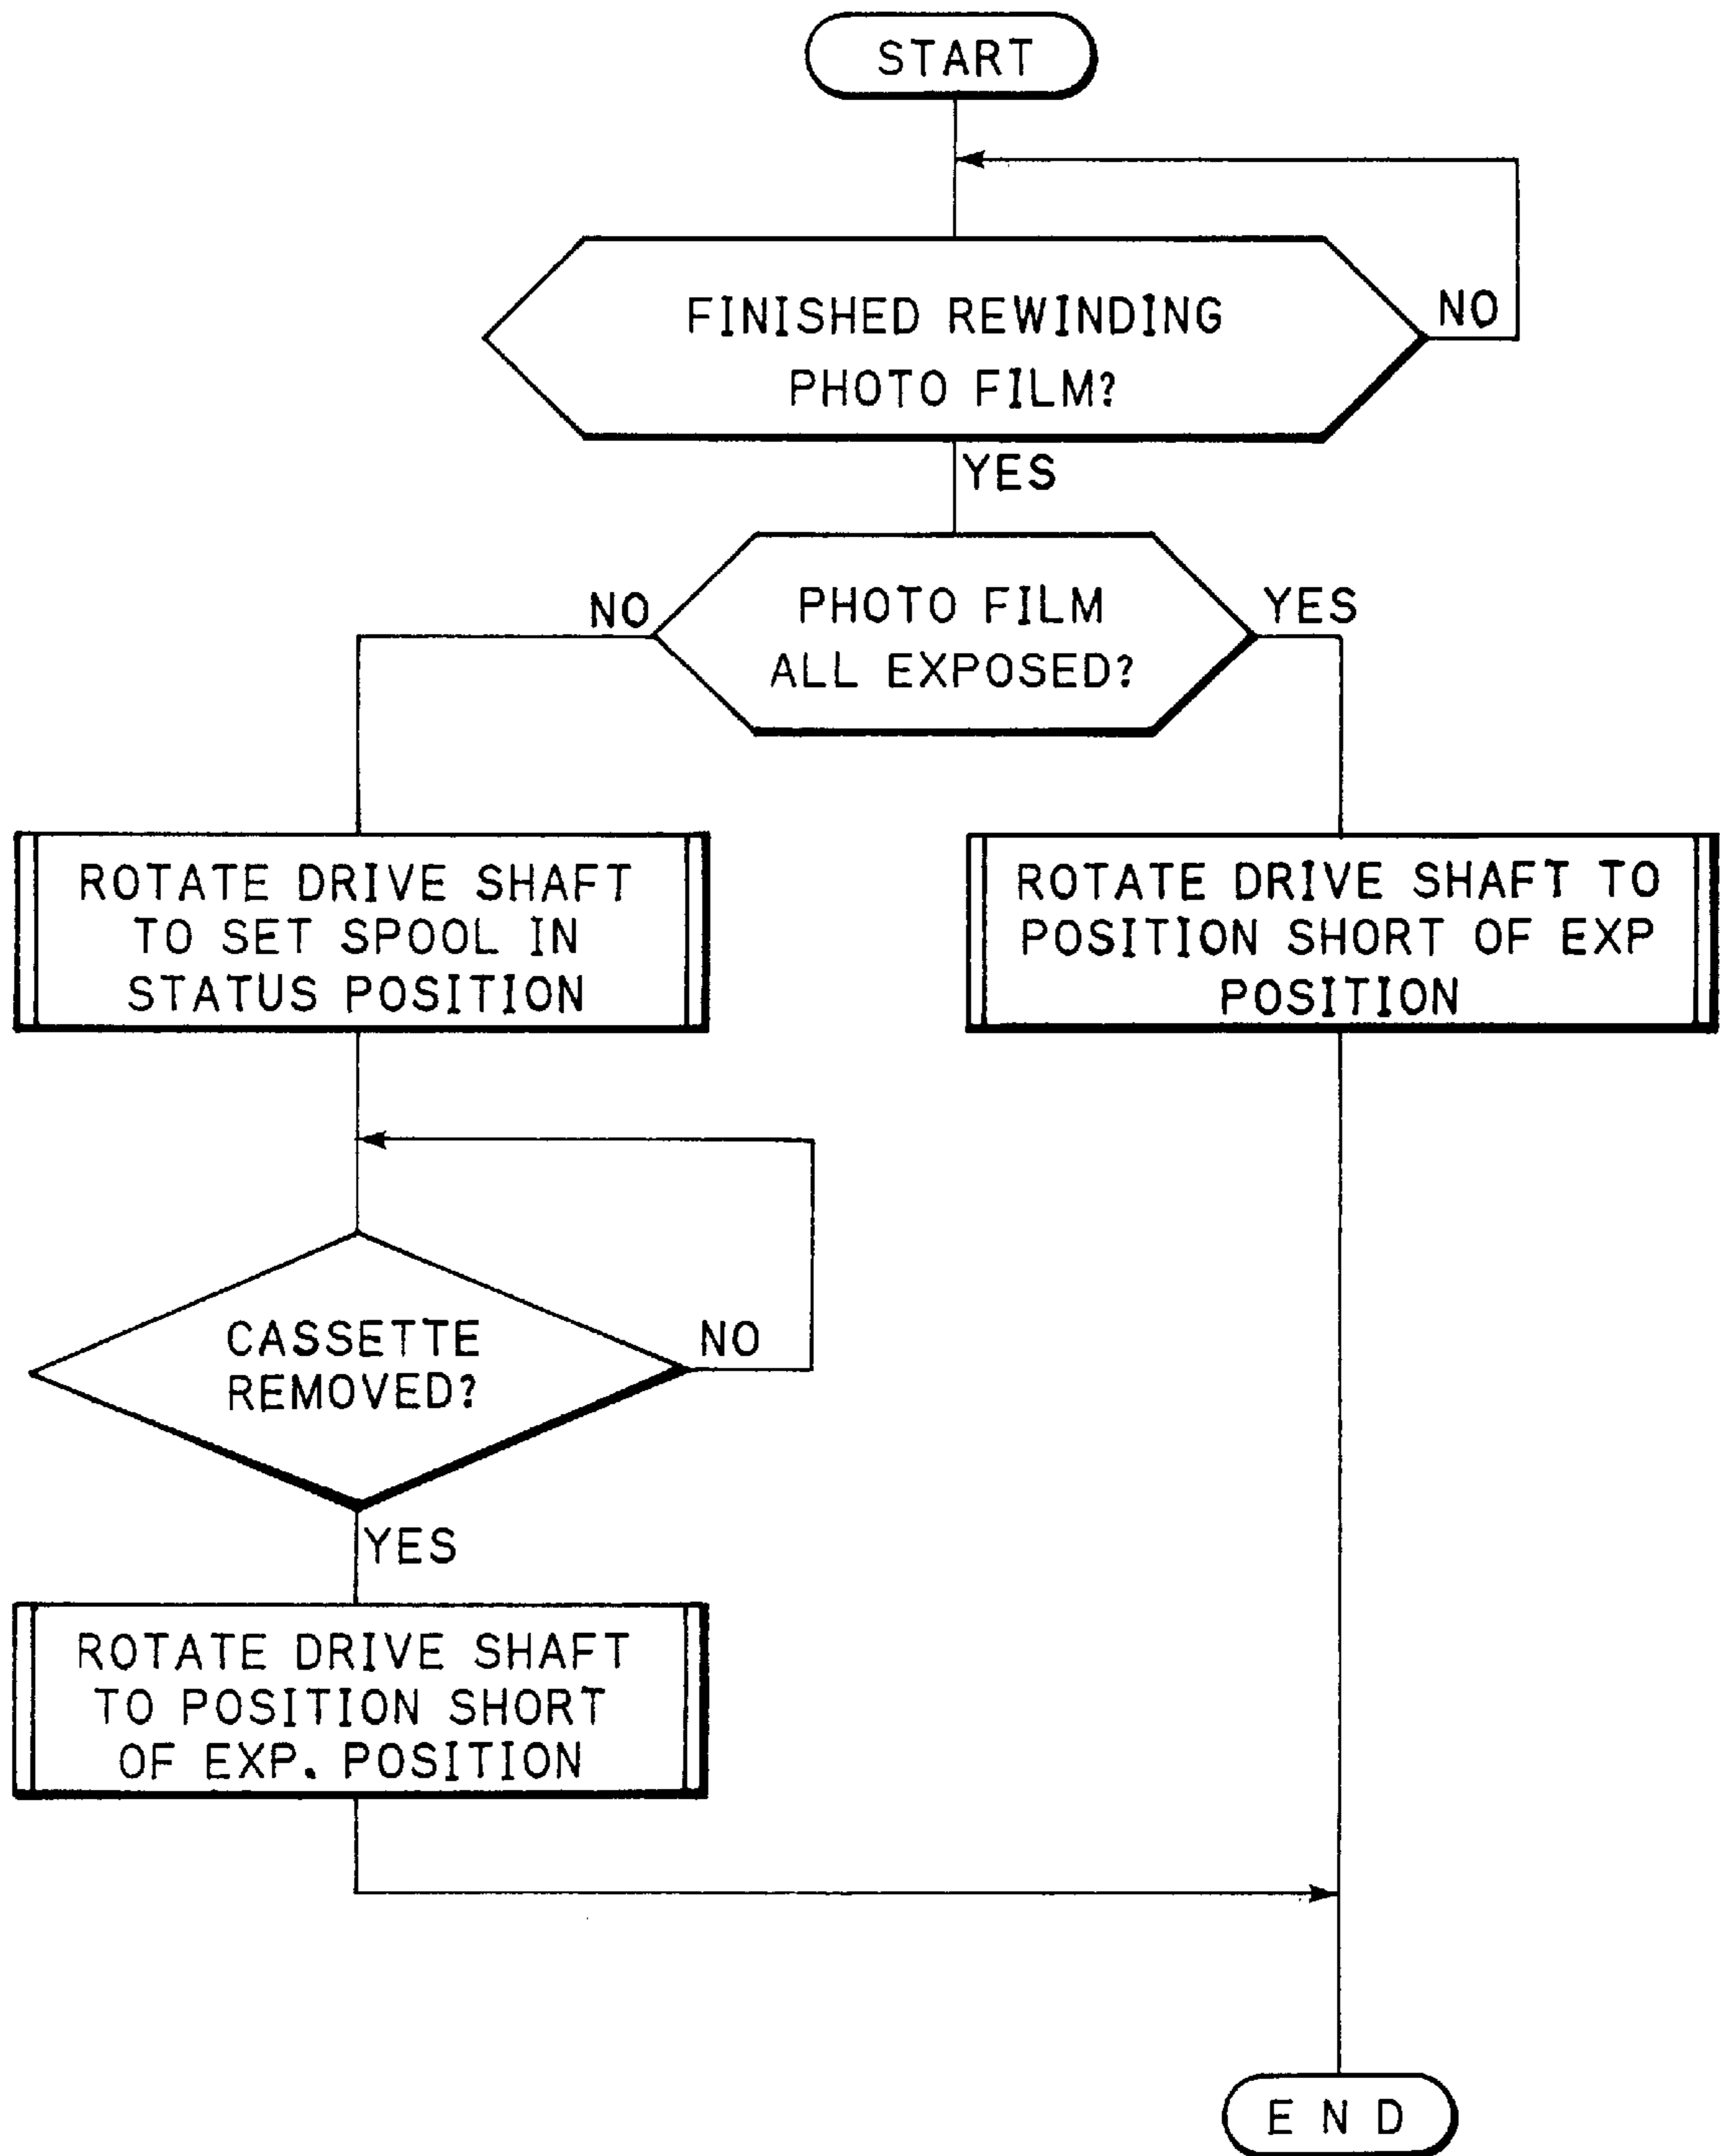 START
FINISHED REWINDING
PHOTO FILM?
NO
YES
PHOTO FILM
ALL EXPOSED?
NO
YES
ROTATE DRIVE SHAFT
TO SET SPOOL IN
STATUS POSITION
ROTATE DRIVE SHAFT TO
POSITION SHORT OF EXP
POSITION
CASSETTE
REMOVED?
NO
YES
ROTATE DRIVE SHAFT
TO POSITION SHORT
OF EXP. POSITION
END